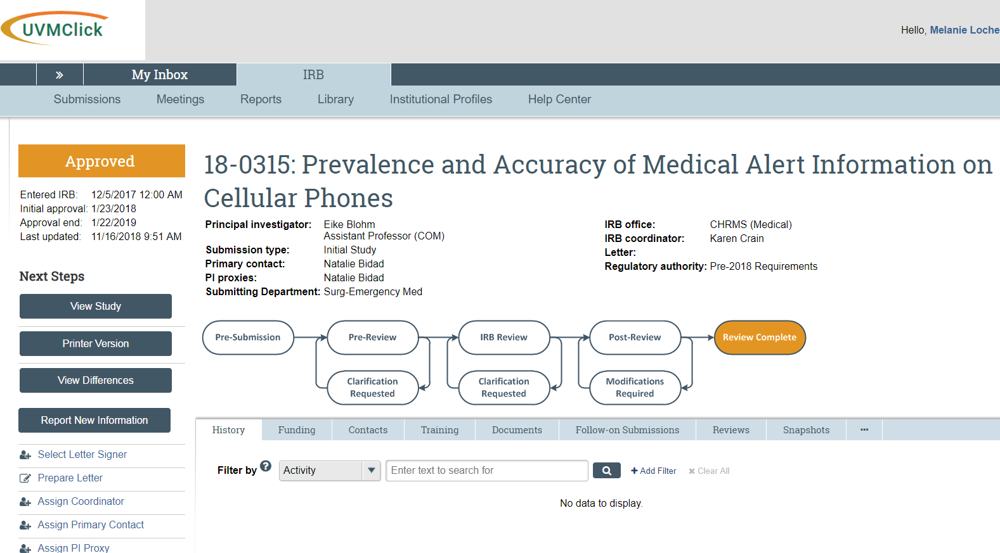 UVMClick
Hello, Melanie Loche
»
My Inbox
IRB
Submissions
Meetings
Reports
Library
Institutional Profiles
Help Center
Approved
Entered IRB: 12/5/2017 12:00 AM
Initial approval: 1/23/2018
Approval end: 1/22/2019
Last updated: 11/16/2018 9:51 AM
Next Steps
View Study
Printer Version
View Differences
Report New Information
Select Letter Signer
Prepare Letter
Assign Coordinator
Assign Primary Contact
Assign PI Proxy
18-0315: Prevalence and Accuracy of Medical Alert Information on
Cellular Phones
Principal investigator: Eike Blohm
Assistant Professor (COM)
Submission type: Initial Study
Primary contact: Natalie Bidad
PI proxies: Natalie Bidad
Submitting Department: Surg-Emergency Med
IRB office: CHRMS (Medical)
IRB coordinator: Karen Crain
Letter:
Regulatory authority: Pre-2018 Requirements
Pre-Submission
Pre-Review
IRB Review
Post-Review
Review Complete
Clarification
Requested
Clarification
Requested
Modifications
Required
History
Funding
Contacts
Training
Documents
Follow-on Submissions
Reviews
Snapshots
•••
Filter by ? Activity Enter text to search for + Add Filter × Clear All
No data to display.